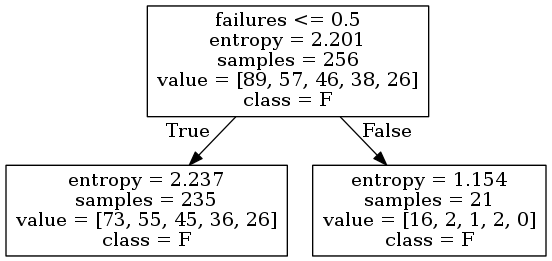 failures <= 0.5
entropy = 2.201
samples = 256
value = [89, 57, 46, 38, 26]
class = F
True
False
entropy = 2.237
samples = 235
value = [73, 55, 45, 36, 26]
class = F
entropy = 1.154
samples = 21
value = [16, 2, 1, 2, 0]
class = F